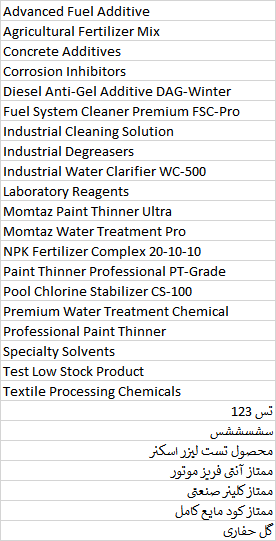 Advanced Fuel Additive
Agricultural Fertilizer Mix
Concrete Additives
Corrosion Inhibitors
Diesel Anti-Gel Additive DAG-Winter
Fuel System Cleaner Premium FSC-Pro
Industrial Cleaning Solution
Industrial Degreasers
Industrial Water Clarifier WC-500
Laboratory Reagents
Momtaz Paint Thinner Ultra
Momtaz Water Treatment Pro
NPK Fertilizer Complex 20-10-10
Paint Thinner Professional PT-Grade
Pool Chlorine Stabilizer CS-100
Premium Water Treatment Chemical
Professional Paint Thinner
Specialty Solvents
Test Low Stock Product
Textile Processing Chemicals
تس 123
محصول تست لیزر اسکنر
ممتاز آنتی فریز موتور
ممتاز کلینر صنعتی
ممتاز کود مایع کامل
گل حفاری